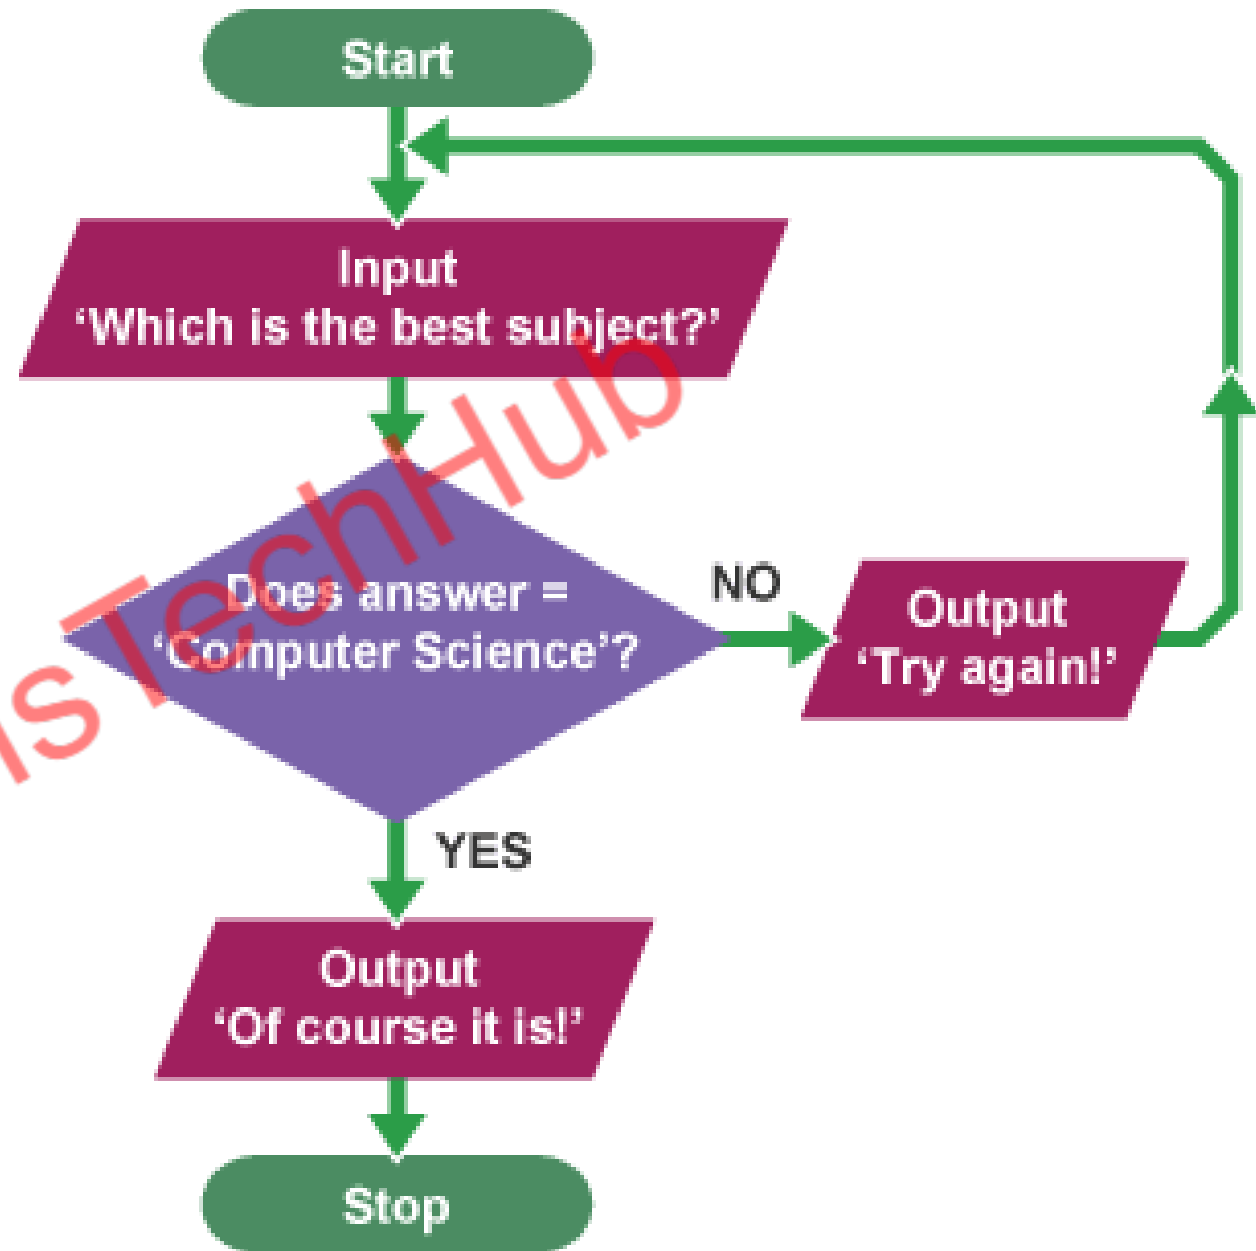 Start
Input
‘Which is the best subject?’
Does answer =
‘Computer Science’?
NO
Output
‘Try again!’
YES
Output
‘Of course it is!’
Stop
isTechHub